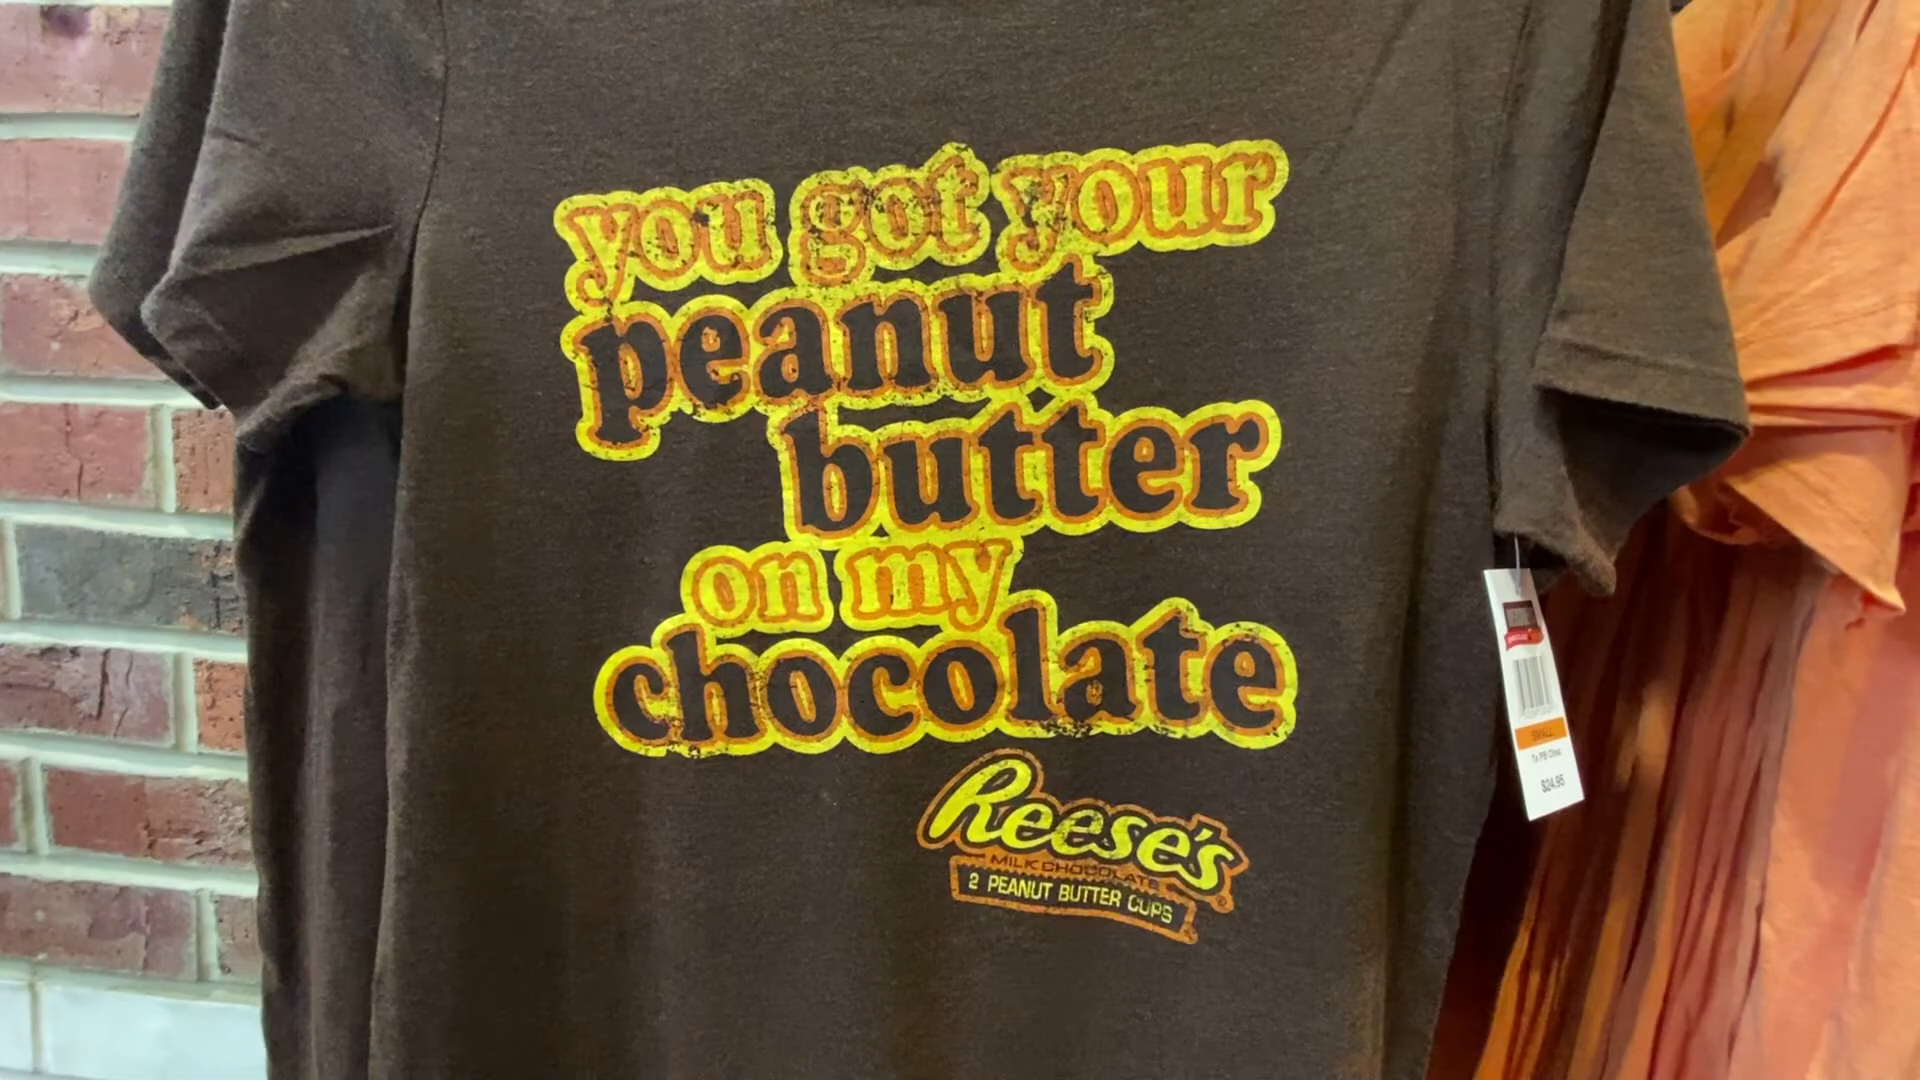 you got your
peanut
butter
on my
chocolate
Reese's
MILK CHOCOLATE
2 PEANUT BUTTER CUPS
SMALL
$24.95